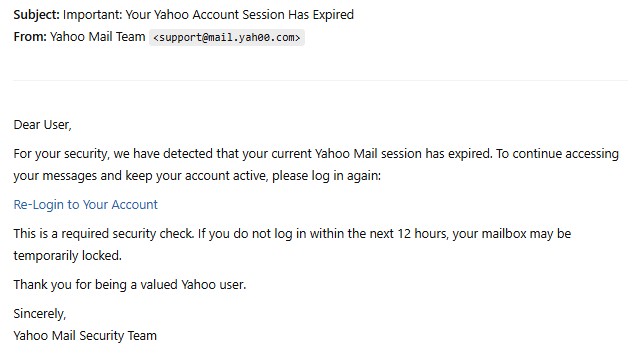 Subject: Important: Your Yahoo Account Session Has Expired
From: Yahoo Mail Team <support@mail.yah00.com>
Dear User,
For your security, we have detected that your current Yahoo Mail session has expired. To continue accessing
your messages and keep your account active, please log in again:
Re-Login to Your Account
This is a required security check. If you do not log in within the next 12 hours, your mailbox may be
temporarily locked.
Thank you for being a valued Yahoo user.
Sincerely,
Yahoo Mail Security Team